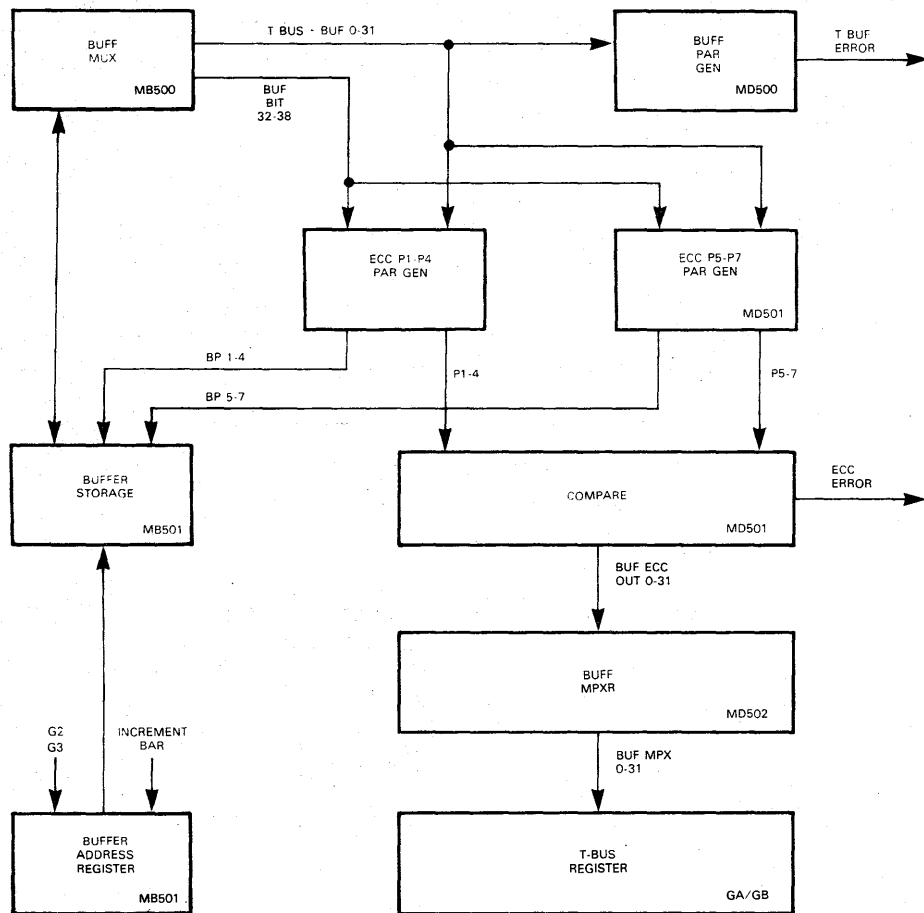 BUFF
MUX
MB500
T BUS - BUF 0-31
BUF
BIT
32-38
BUFF
PAR
GEN
MD500
T BUF
ERROR
ECC P1-P4
PAR GEN
ECC P5-P7
PAR GEN
MD501
BP 1-4
P1-4
P5-7
BP 5-7
BUFFER
STORAGE
MB501
COMPARE
MD501
ECC
ERROR
BUF ECC
OUT 0-31
BUFF
MPXR
MD502
G2
G3
INCREMENT
BAR
BUF MPX
0-31
BUFFER
ADDRESS
REGISTER
MB501
T-BUS
REGISTER
GA/GB